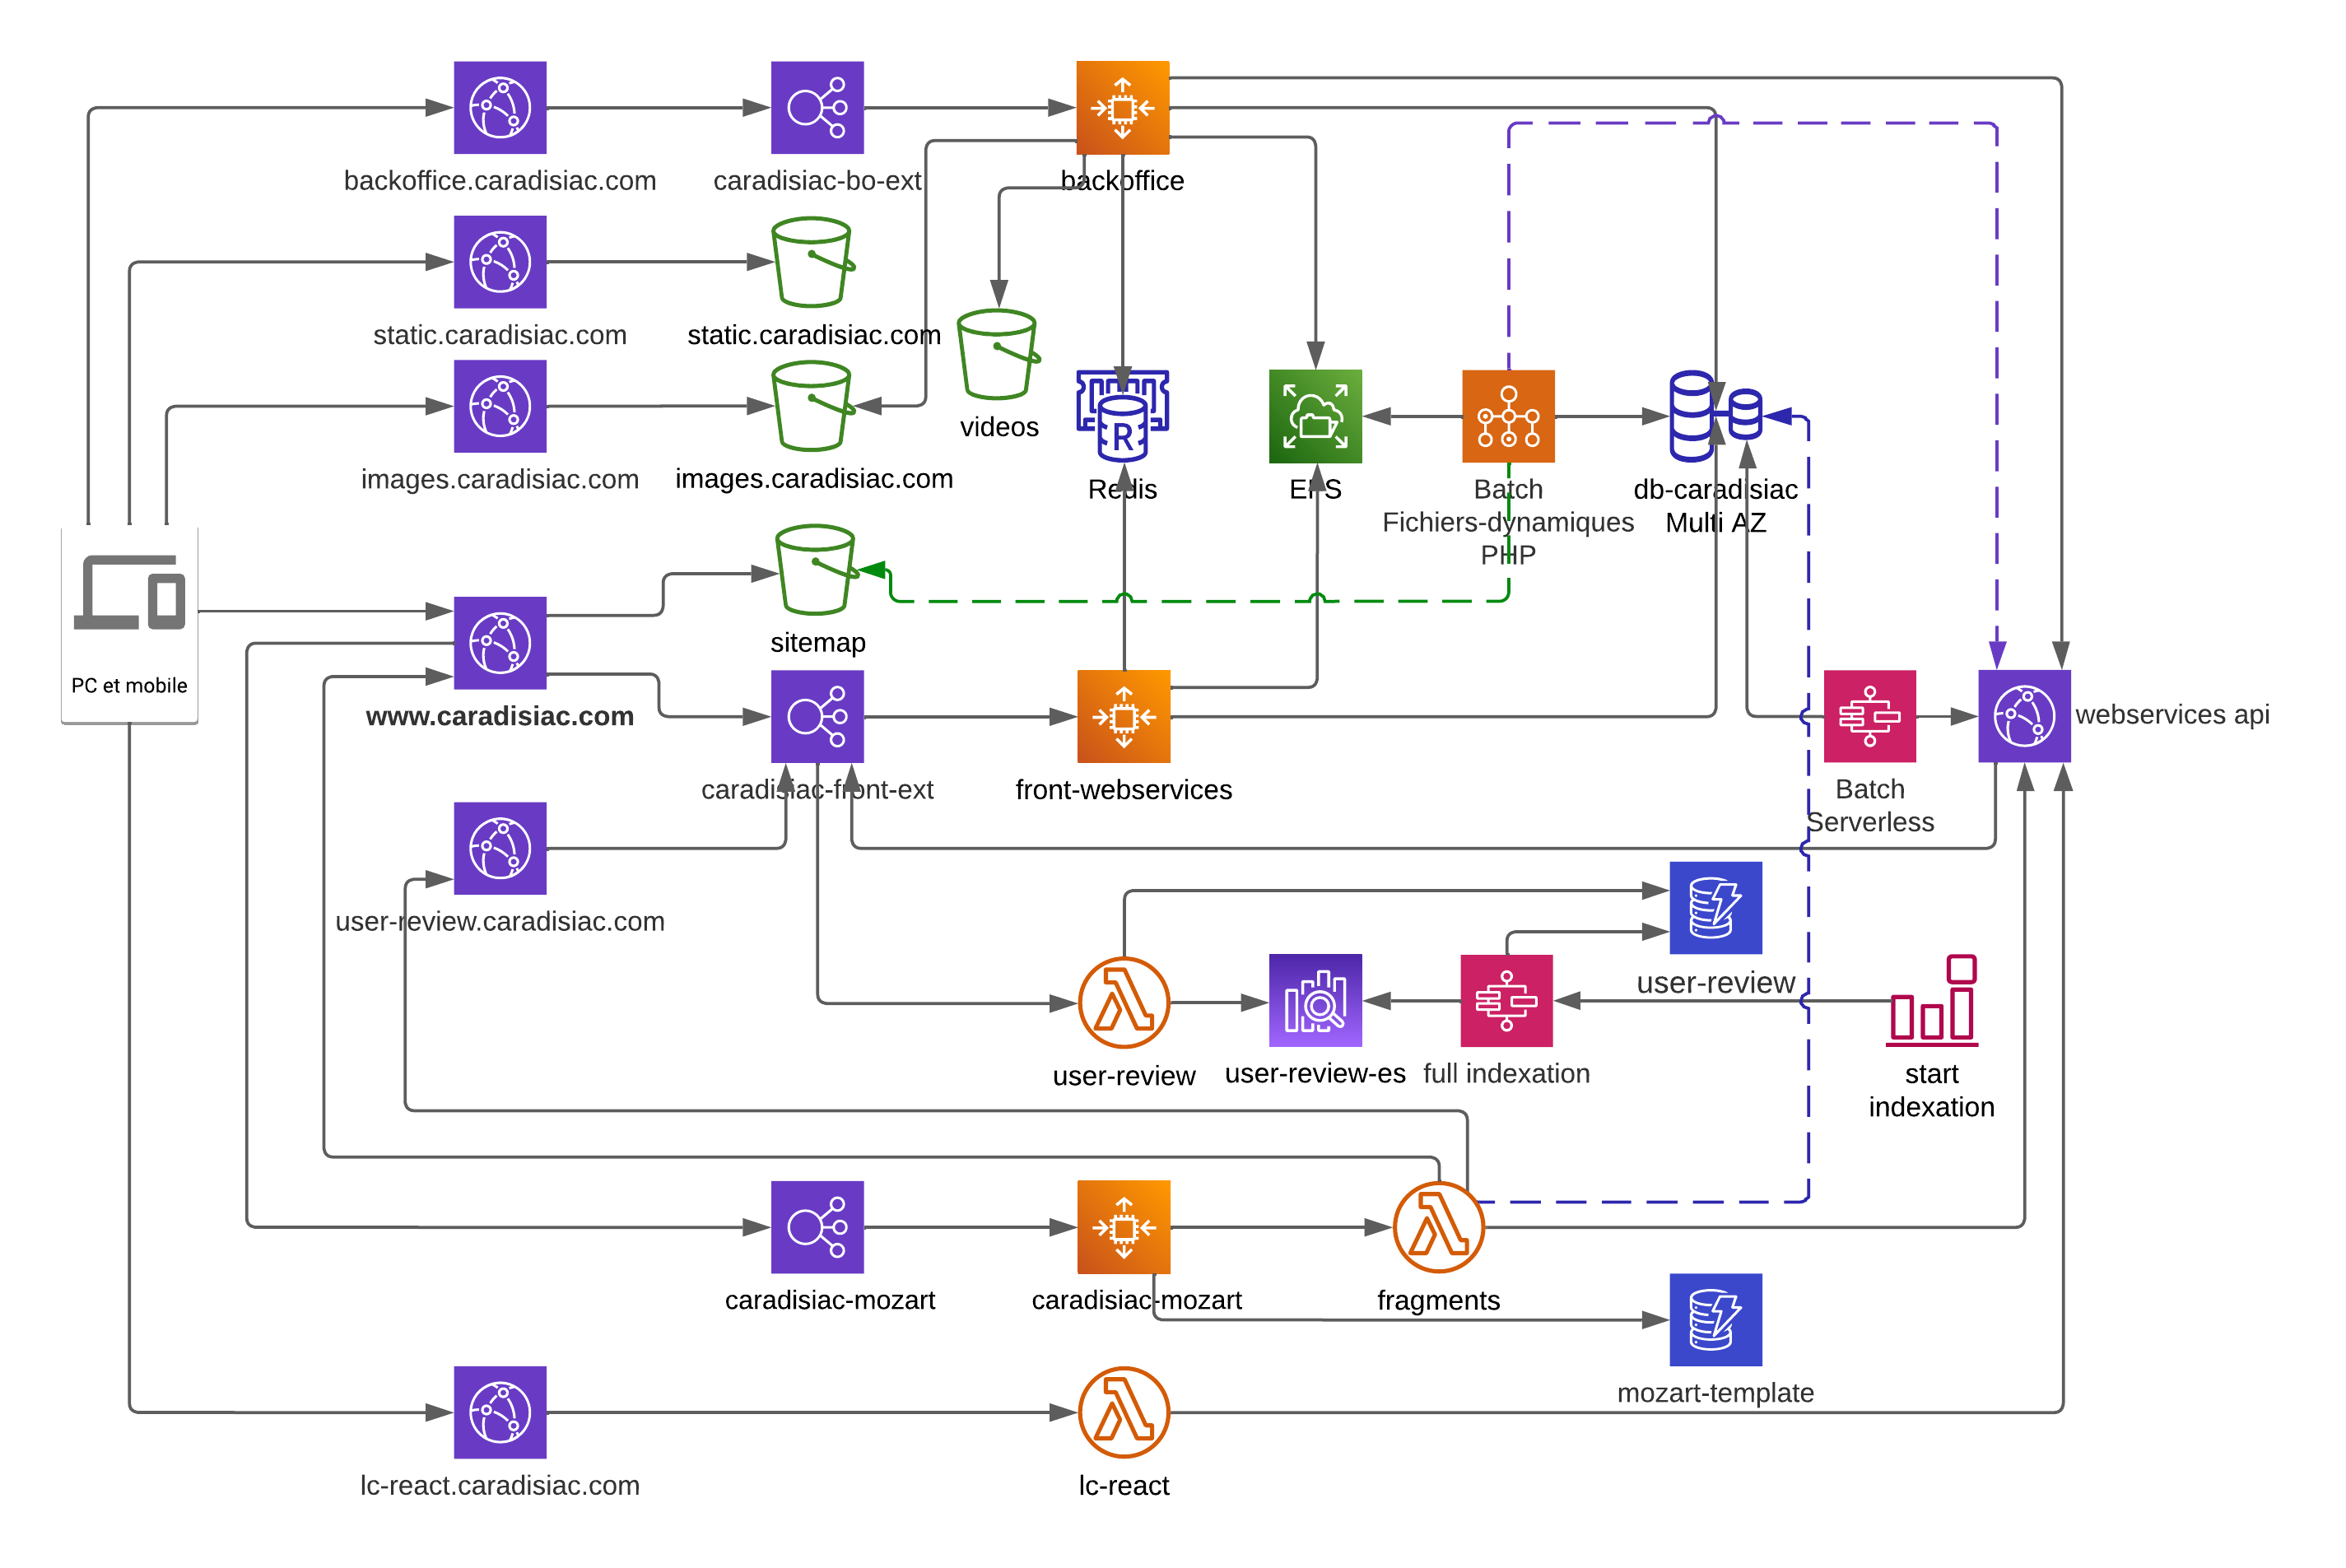 backoffice.caradisiac.com
caradisiac-bo-ext
backoffice
static.caradisiac.com
static.caradisiac.com
videos
images.caradisiac.com
images.caradisiac.com
R
Redis
EFS
Batch
Fichiers-dynamiques
PHP
db-caradisiac
Multi AZ
sitemap
PC et mobile
www.caradisiac.com
caradisiac-front-ext
front-webservices
Batch
Serverless
webservices api
user-review.caradisiac.com
user-review
user-review
user-review-es
full indexation
start
indexation
caradisiac-mozart
caradisiac-mozart
fragments
mozart-template
lc-react.caradisiac.com
lc-react